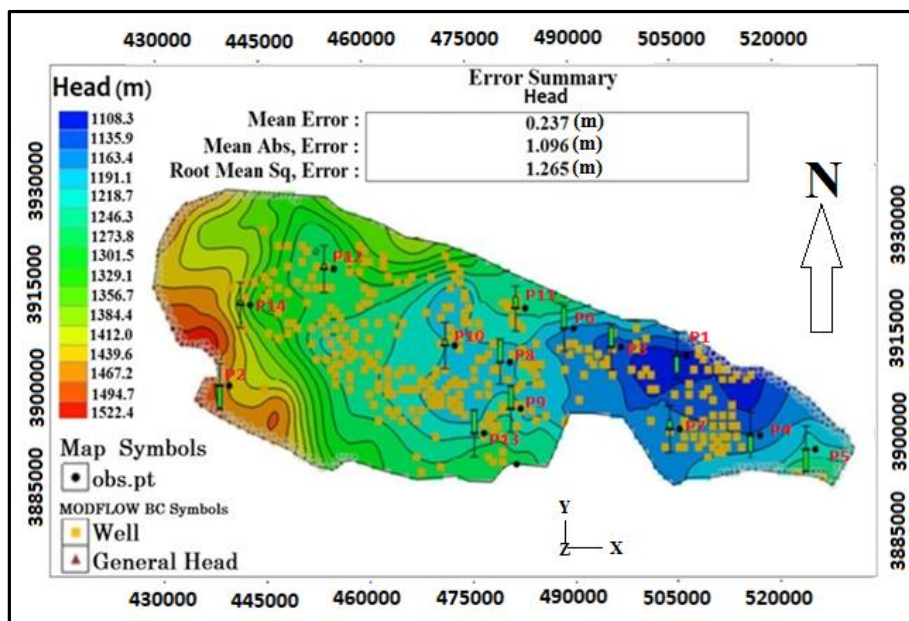 430000 445000 460000 475000 490000 505000 520000
Error Summary
Head
Head (m)
Mean Error : 0.237 (m)
Mean Abs, Error : 1.096 (m)
Root Mean Sq, Error : 1.265 (m)
1108.3
1135.9
1163.4
1191.1
1218.7
1246.3
1273.8
1301.5
1329.1
1356.7
1384.4
1412.0
1439.6
1467.2
1494.7
1522.4
3930000
3915000
3900000
3885000
N
3930000
3915000
3900000
3885000
P12
P14
P11
P6
P10
P3
P1
P8
P2
P9
P13
P7
P4
P5
Map Symbols
obs.pt
MODFLOW BC Symbols
Well
General Head
Y
Z X
430000 445000 460000 475000 490000 505000 520000